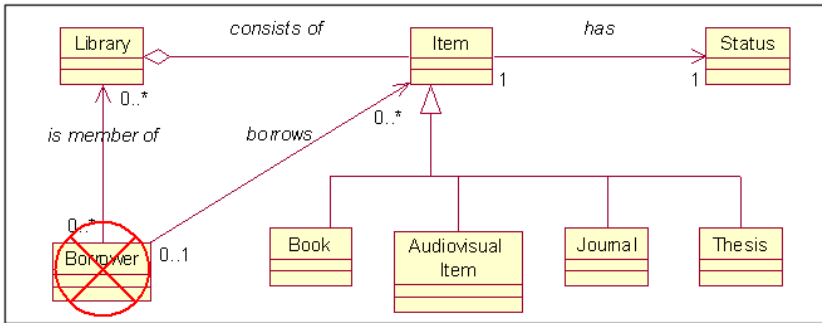 consists of
has
Library
Item
Status
0..*
1
1
0..*
is member of
borrows
0..*
0..1
Borrower
Book
Audiovisual
Item
Journal
Thesis